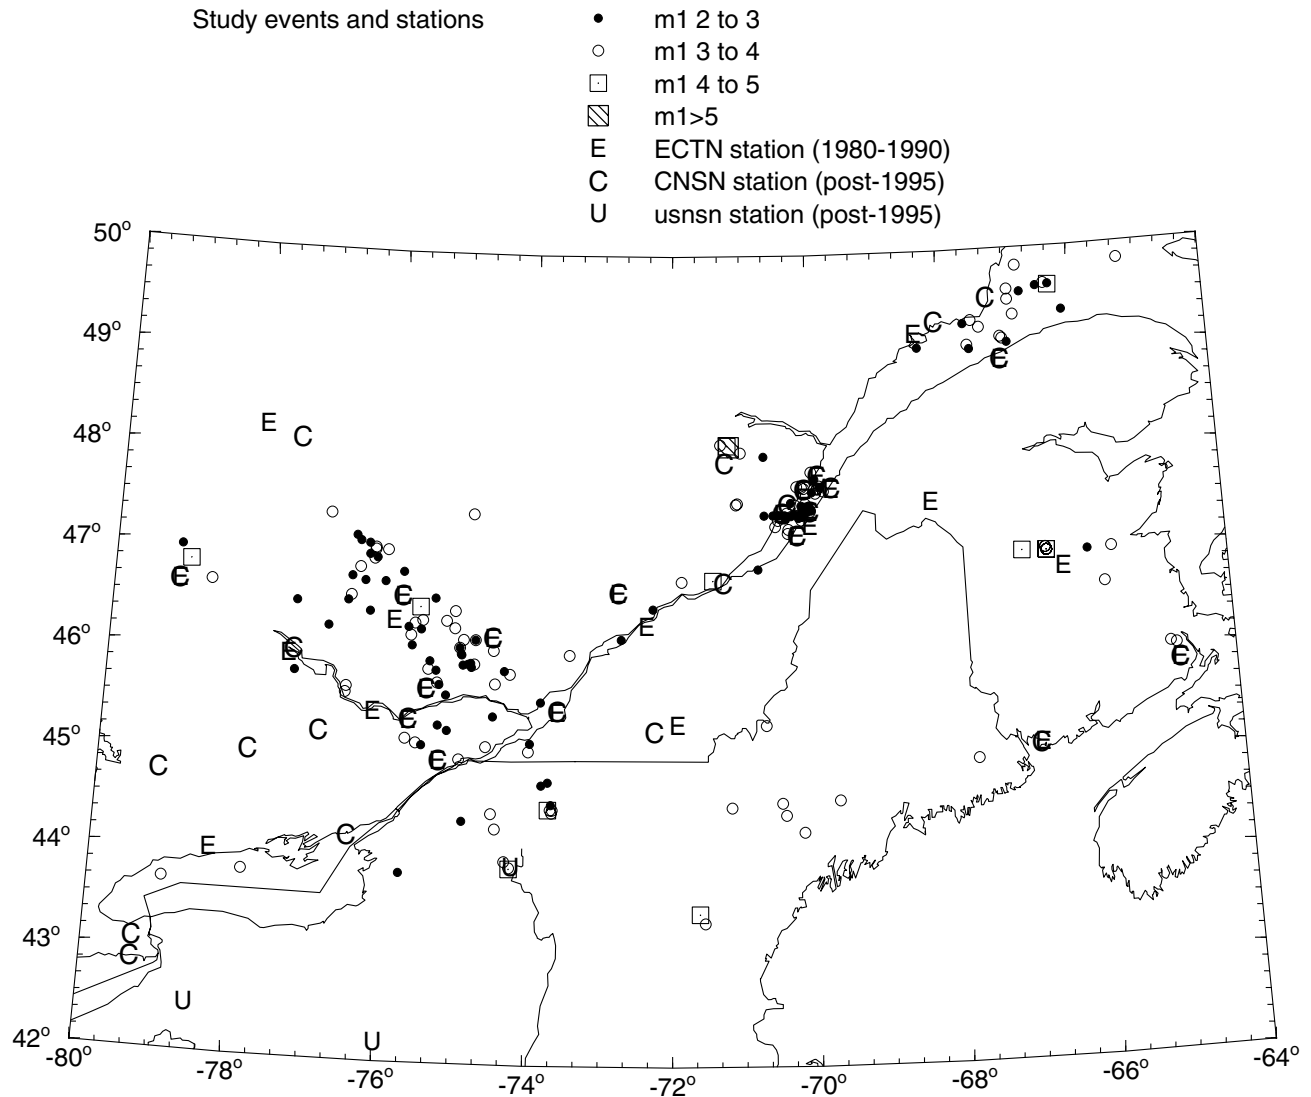 Study events and stations
m1 2 to 3
m1 3 to 4
m1 4 to 5
m1>5
E ECTN station (1980-1990)
C CNSN station (post-1995)
U usnsn station (post-1995)
50°
49°
48°
47°
46°
45°
44°
43°
42°
-80°
-78°
-76°
-74°
-72°
-70°
-68°
-66°
-64°
C
C
E
E
C
E
C
C
E
E
E
C
E
E
C
E
C
C
C
C
E
E
C
C
E
C
C
U
U
U